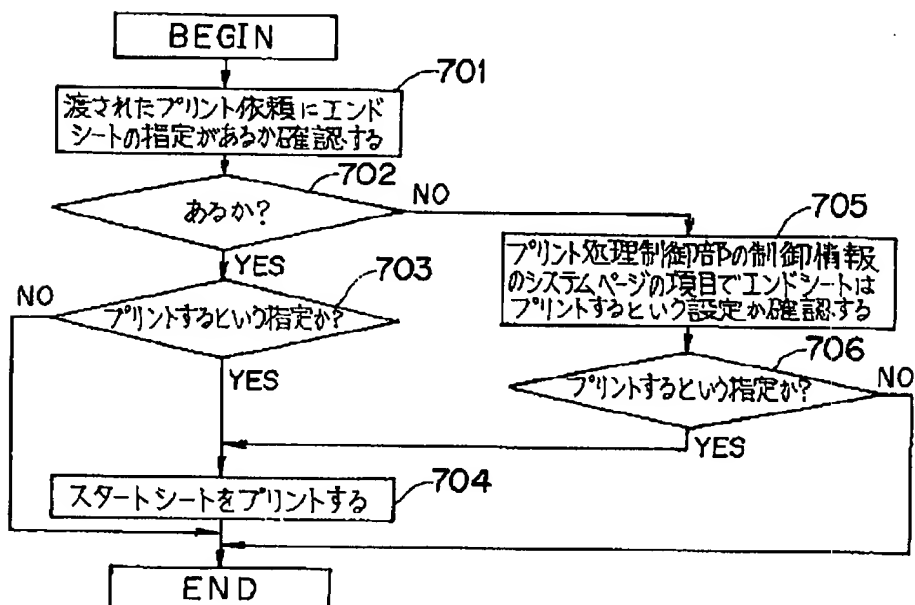 BEGIN
701
渡されたプリント依頼にエンド
シートの指定があるか確認する
702
あるか?
NO
YES
703
NO
プリントするという指定か?
YES
705
プリント処理制御部の制御情報
のシステムページの項目でエンドシートは
プリントするという設定か確認する
706
プリントするという指定か?
NO
YES
704
スタートシートをプリントする
END